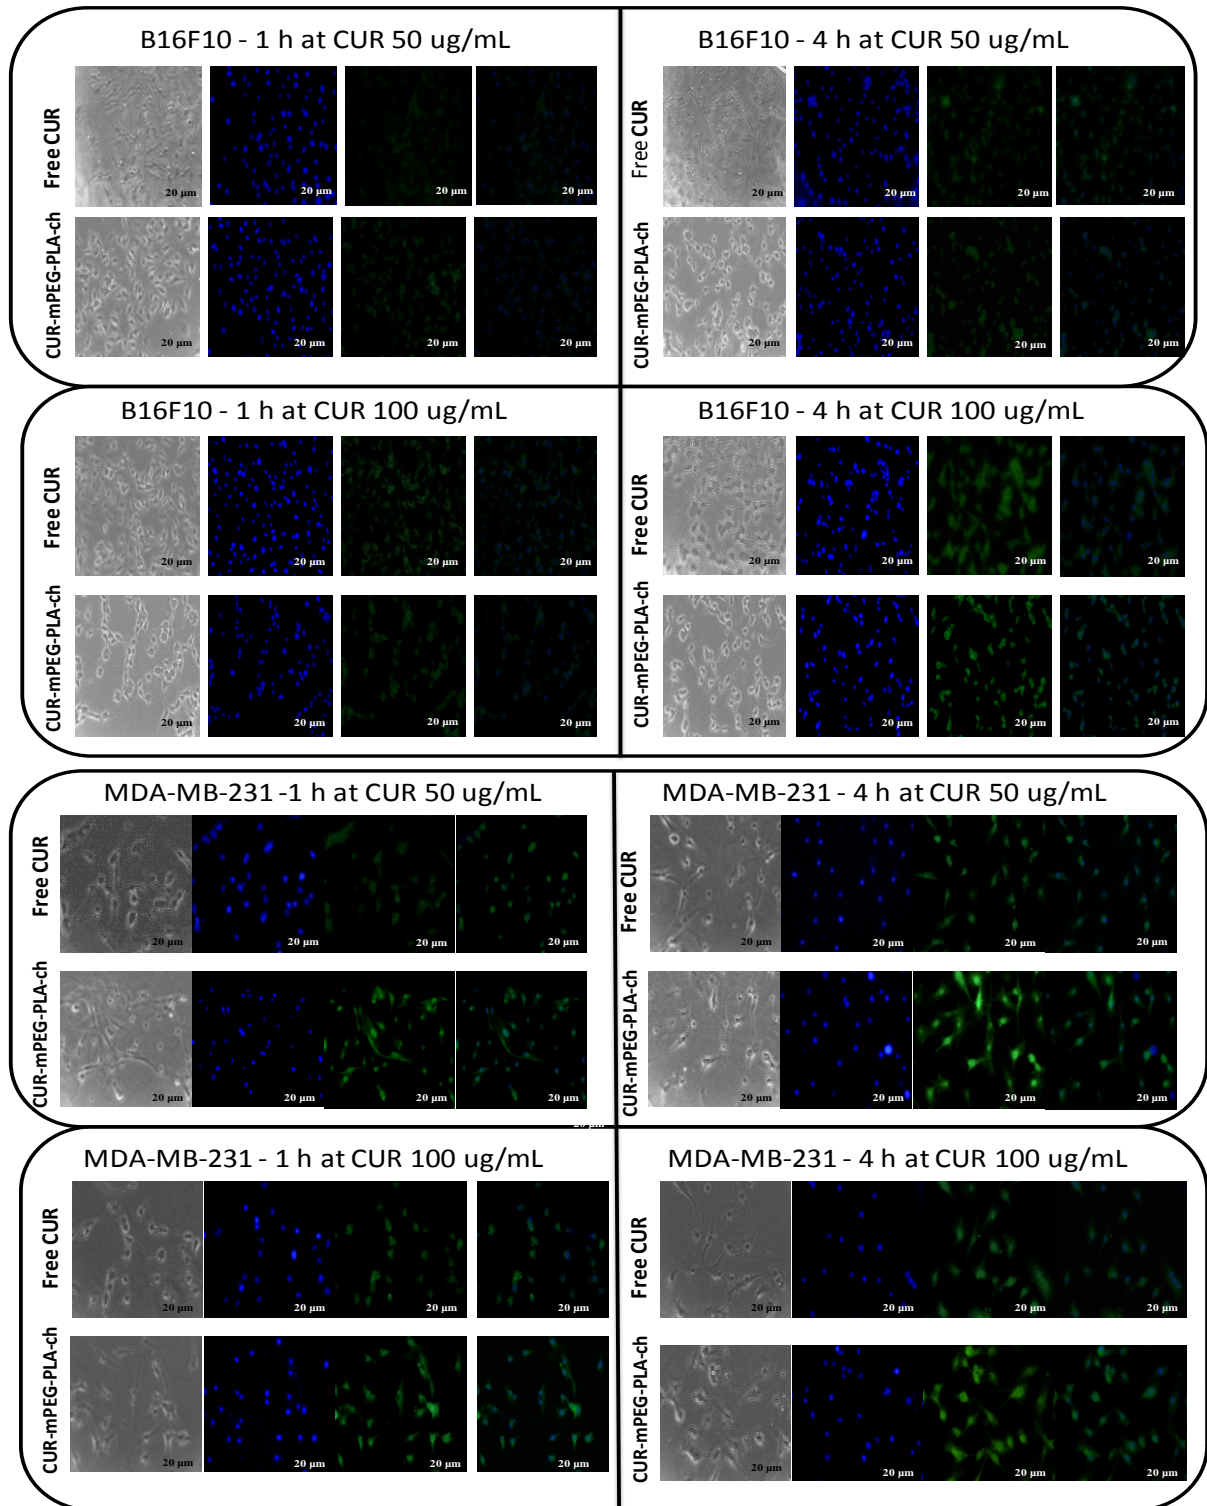 B16F10 - 1 h at CUR 50 ug/mL
Free CUR
20 µm 20 µm 20 µm 20 µm
CUR-mPEG-PLA-ch
20 µm 20 µm 20 µm 20 µm
B16F10 - 4 h at CUR 50 ug/mL
Free CUR
20 µm 20 µm 20 µm 20 µm
CUR-mPEG-PLA-ch
20 µm 20 µm 20 µm 20 µm
B16F10 - 1 h at CUR 100 ug/mL
Free CUR
20 µm 20 µm 20 µm 20 µm
CUR-mPEG-PLA-ch
20 µm 20 µm 20 µm 20 µm
B16F10 - 4 h at CUR 100 ug/mL
Free CUR
20 µm 20 µm 20 µm 20 µm
CUR-mPEG-PLA-ch
20 µm 20 µm 20 µm 20 µm
MDA-MB-231 -1 h at CUR 50 ug/mL
Free CUR
20 µm 20 µm 20 µm 20 µm
CUR-mPEG-PLA-ch
20 µm 20 µm 20 µm 20 µm
20 µm
MDA-MB-231 - 4 h at CUR 50 ug/mL
Free CUR
20 µm 20 µm 20 µm 20 µm
CUR-mPEG-PLA-ch
20 µm 20 µm 20 µm 20 µm
MDA-MB-231 - 1 h at CUR 100 ug/mL
Free CUR
20 µm 20 µm 20 µm 20 µm
CUR-mPEG-PLA-ch
20 µm 20 µm 20 µm 20 µm
MDA-MB-231 - 4 h at CUR 100 ug/mL
Free CUR
20 µm 20 µm 20 µm 20 µm
CUR-mPEG-PLA-ch
20 µm 20 µm 20 µm 20 µm